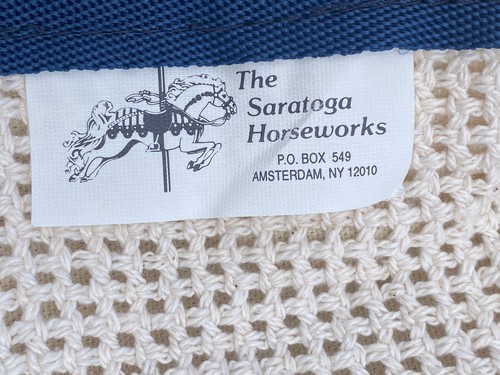 The
Saratoga
Horseworks
P.O. BOX 549
AMSTERDAM, NY 12010